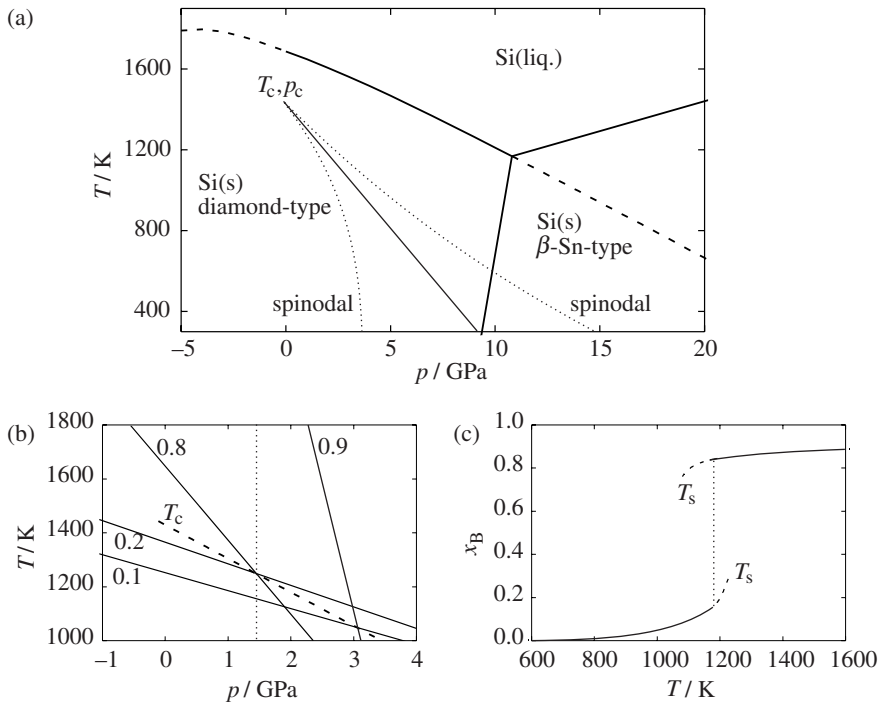 (a)
1600
1200
800
400
T / K
Si(liq.)
Tc, pc
Si(s)
diamond-type
Si(s)
β-Sn-type
spinodal
spinodal
−5
0
5
10
15
20
p / GPa
(b)
1800
1600
1400
1200
1000
T / K
0.8
0.9
Tc
0.2
0.1
−1
0
1
2
3
4
p / GPa
(c)
1.0
0.8
0.6
0.4
0.2
0.0
xB
Ts
Ts
600
800
1000
1200
1400
1600
T / K